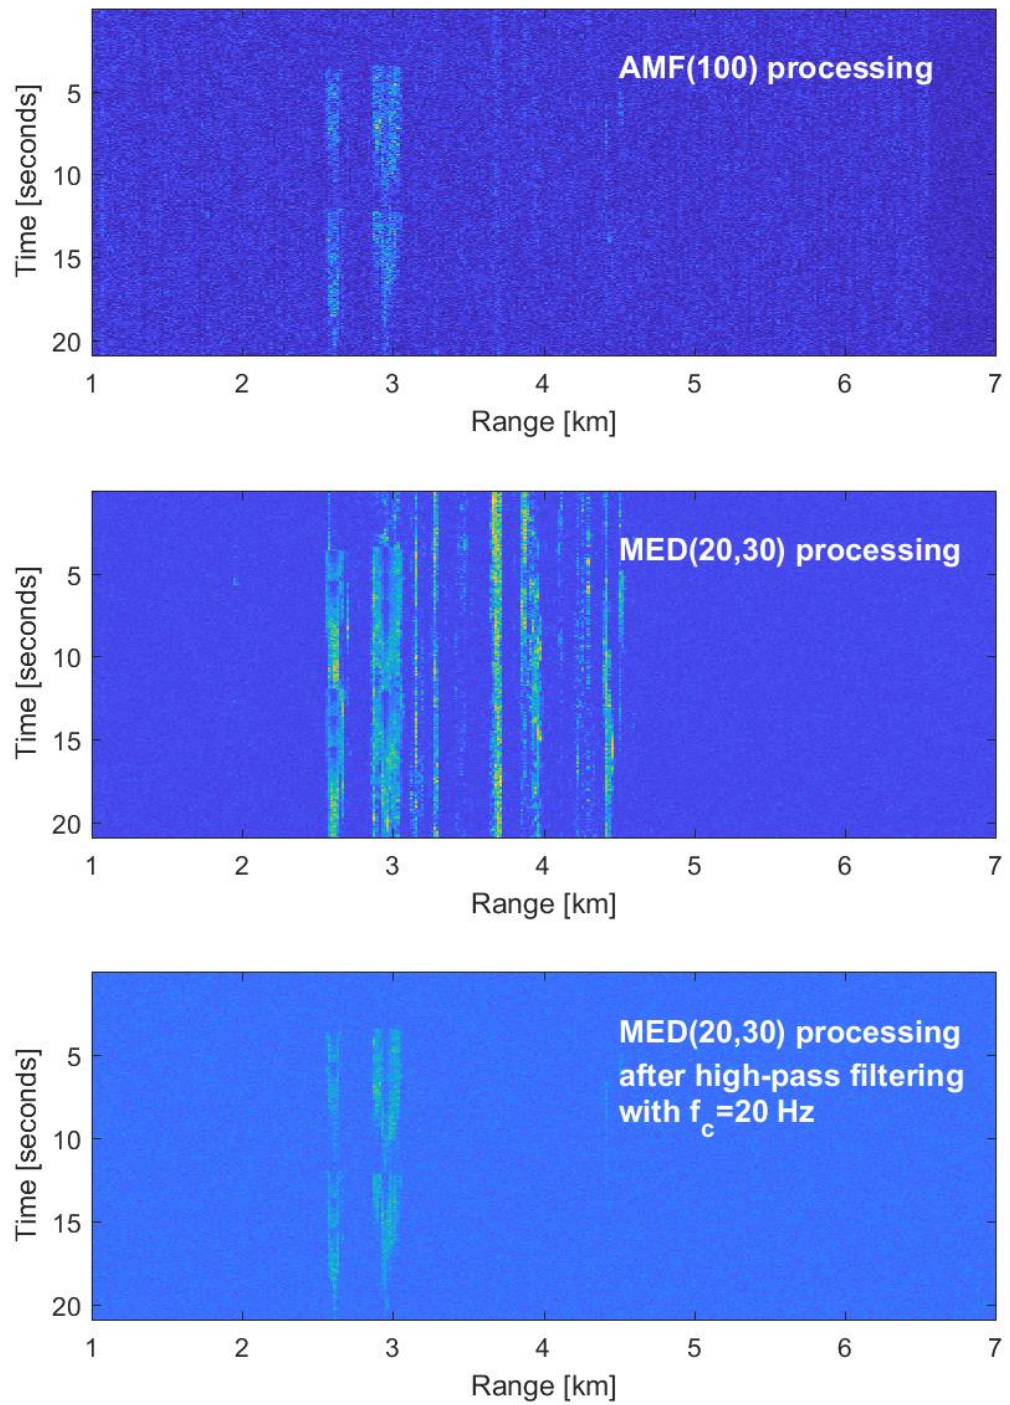 AMF(100) processing
5
10
15
20
Time [seconds]
1 2 3 4 5 6 7
Range [km]
MED(20,30) processing
5
10
15
20
Time [seconds]
1 2 3 4 5 6 7
Range [km]
MED(20,30) processing
after high-pass filtering
with f_c=20 Hz
5
10
15
20
Time [seconds]
1 2 3 4 5 6 7
Range [km]